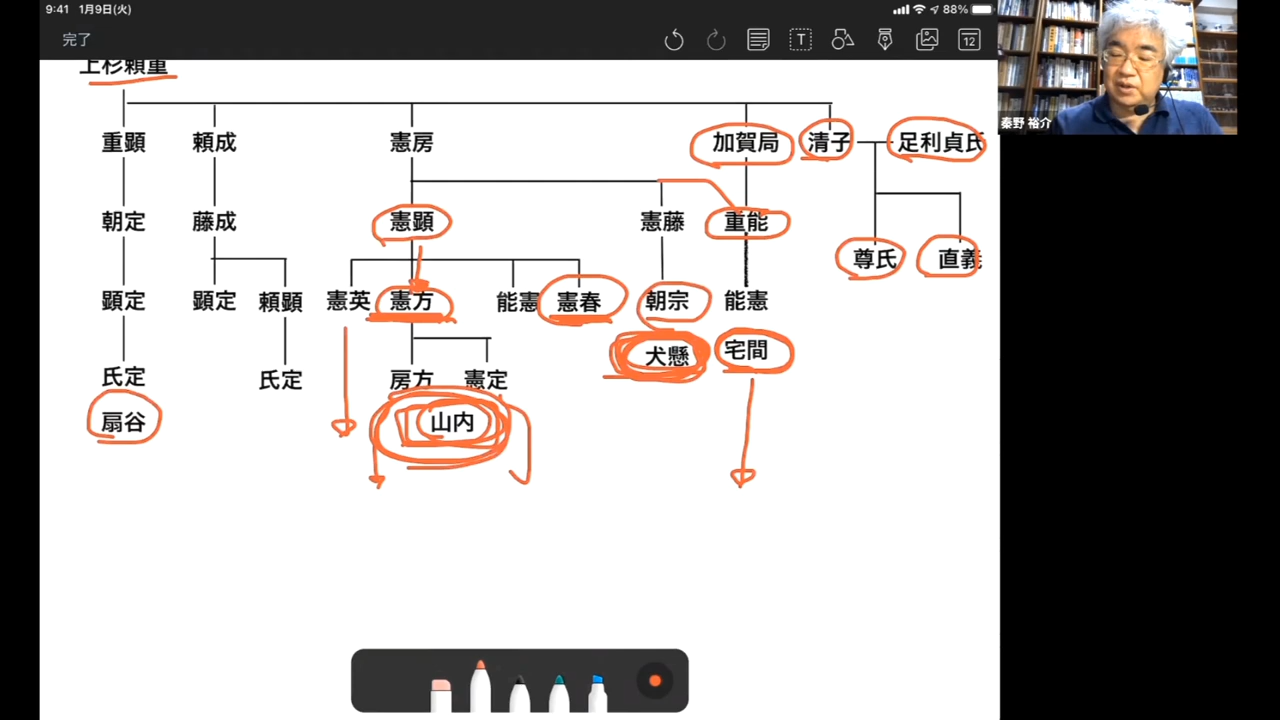 9:41 1月9日(火) 88%
完了 T 12
上杉頼重
秦野 裕介
重顕 頼成 憲房 加賀局 清子 足利貞氏
朝定 藤成 憲顕 憲藤 重能
尊氏 直義
顕定 顕定 頼顕 憲英 憲方 能憲 憲春 朝宗 能憲
犬懸 宅間
氏定 氏定 房方 憲定
扇谷 山内